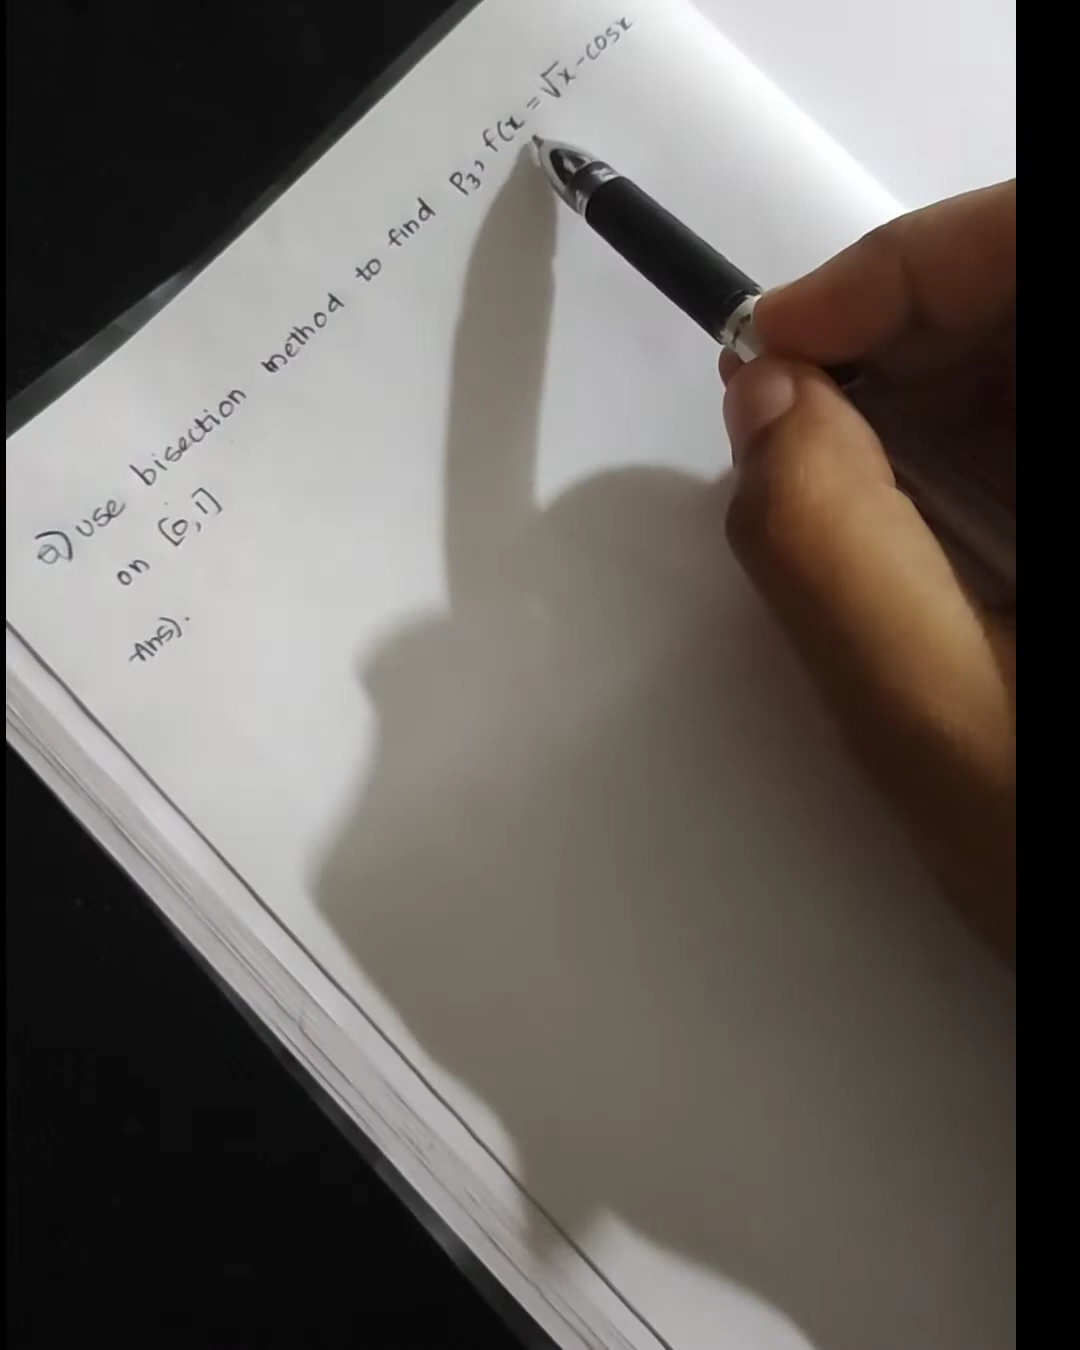 Q) use bisection method to find P₃, f(x = √x-cosx
on [0,1]
Ans).